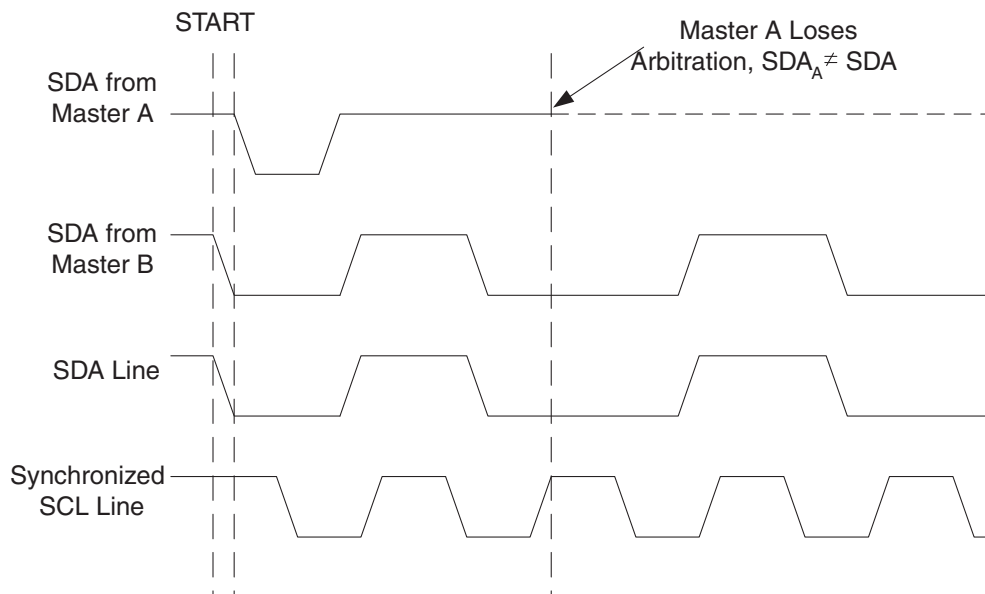 START
Master A Loses
Arbitration, SDA_A ≠ SDA
SDA from
Master A
SDA from
Master B
SDA Line
Synchronized
SCL Line